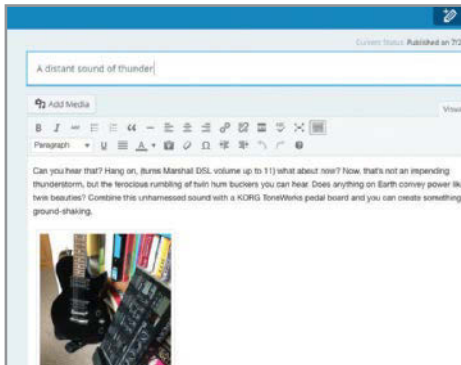 Current Status: Published on 7/2
A distant sound of thunder
Add Media
Visu
Paragraph
Can you hear that? Hang on, (turns Marshall DSL volume up to 11) what about now? Now, that's not an impending
thunderstorm, but the ferocious rumbling of twin hum buckers you can hear. Does anything on Earth convey power lik
twin beauties? Combine this unharnessed sound with a KORG ToneWorks pedal board and you can create something
ground-shaking.